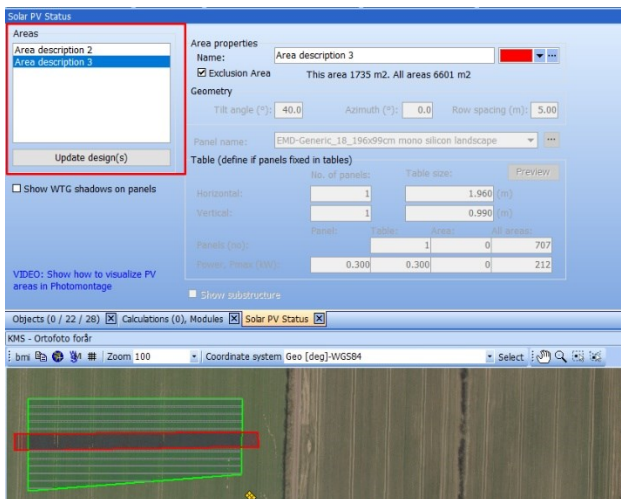 Solar PV Status
Areas
Area description 2
Area description 3
Update design(s)
Show WTG shadows on panels
VIDEO: Show how to visualize PV
areas in Photomontage
Area properties
Name: Area description 3
Exclusion Area This area 1735 m2. All areas 6601 m2
Geometry
Tilt angle (°): 40.0 Azimuth (°): 0.0 Row spacing (m): 5.00
Panel name: EMD-Generic_18_196x99cm mono silicon landscape ...
Table (define if panels fixed in tables)
No. of panels: Table size: Preview
Horizontal: 1 1.960 (m)
Vertical: 1 0.990 (m)
Panel: Table: Area: All areas:
Panels (no): 1 0 707
Power, Pmax (kW): 0.300 0.300 0 212
Show substructure
Objects (0 / 22 / 28) Calculations (0), Modules Solar PV Status
KMS - Ortofoto forår
bmi Zoom 100 Coordinate system Geo [deg]-WGS84 Select